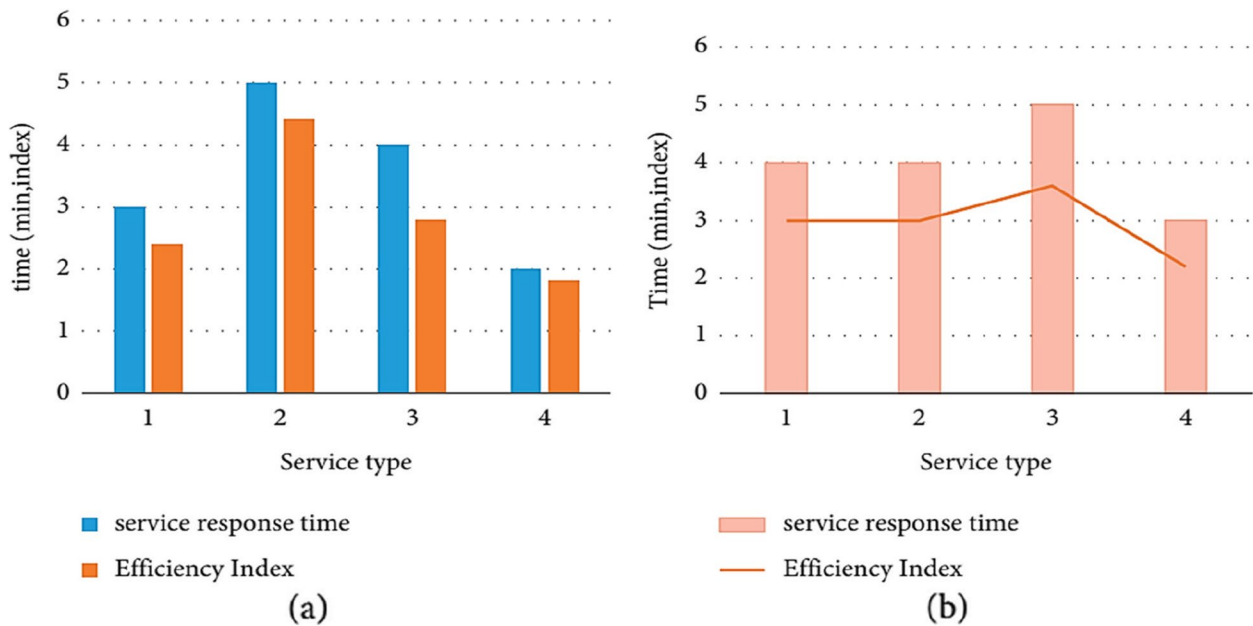 6
5
4
3
2
1
0
time (min,index)
1 2 3 4
Service type
service response time
Efficiency Index
(a)
6
5
4
3
2
1
0
Time (min,index)
1 2 3 4
Service type
service response time
Efficiency Index
(b)